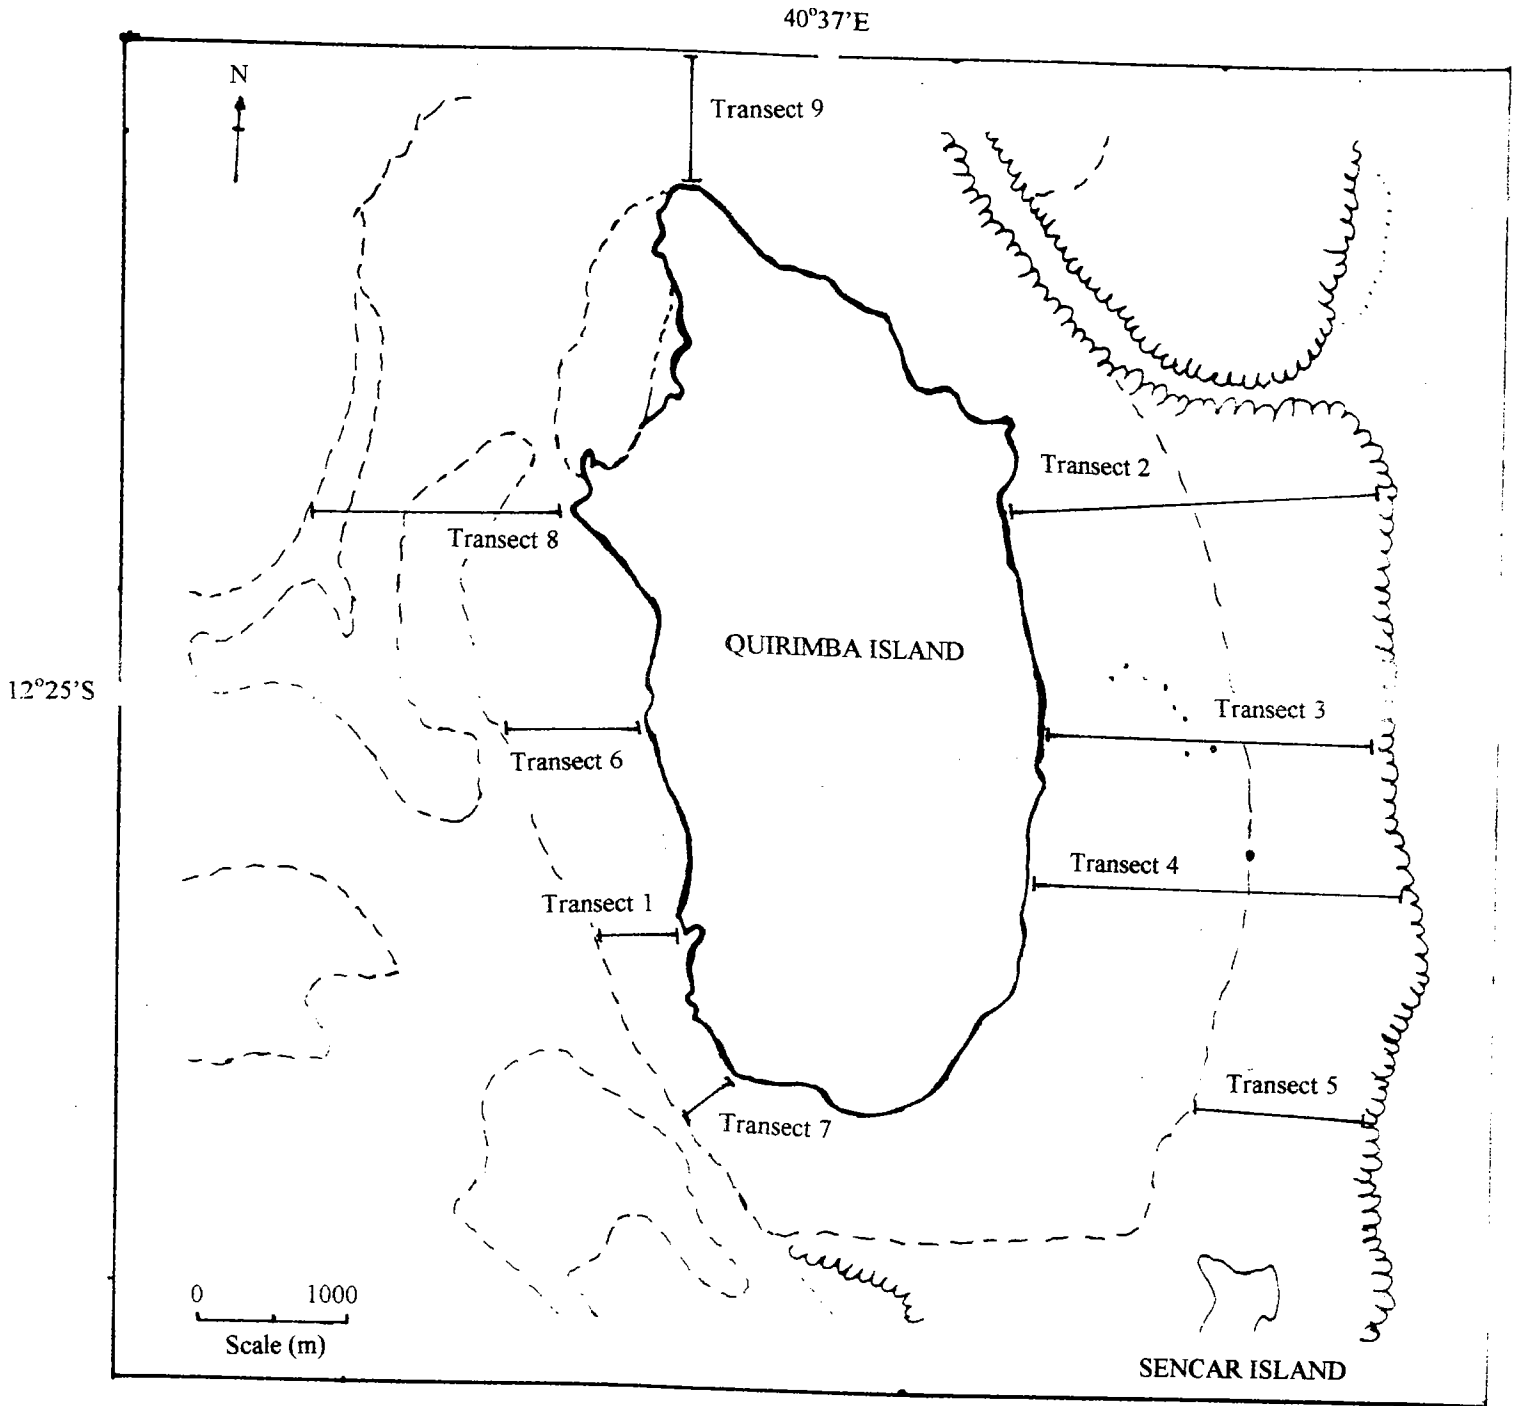 40°37'E
N
Transect 9
Transect 2
Transect 8
QUIRIMBA ISLAND
12°25'S
Transect 3
Transect 6
Transect 4
Transect 1
Transect 5
Transect 7
0 1000
Scale (m)
SENCAR ISLAND